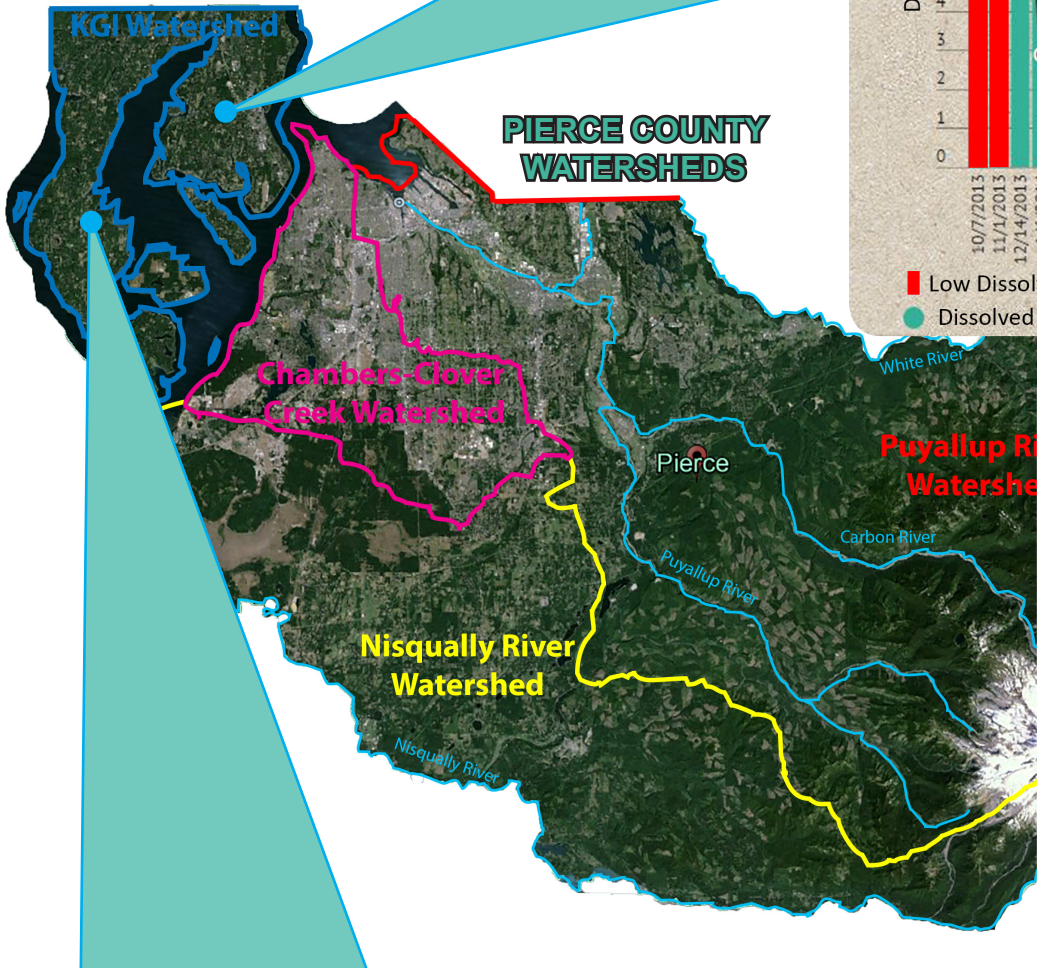 KGI Watershed
PIERCE COUNTY
WATERSHEDS
D
4
3
2
1
0
10/7/2013
11/1/2013
12/14/2013
Low Dissol
Dissolved
White River
Chambers-Clover
Creek Watershed
Pierce
Puyallup Ri
Watershe
Carbon River
Puyallup River
Nisqually River
Watershed
Nisqually River